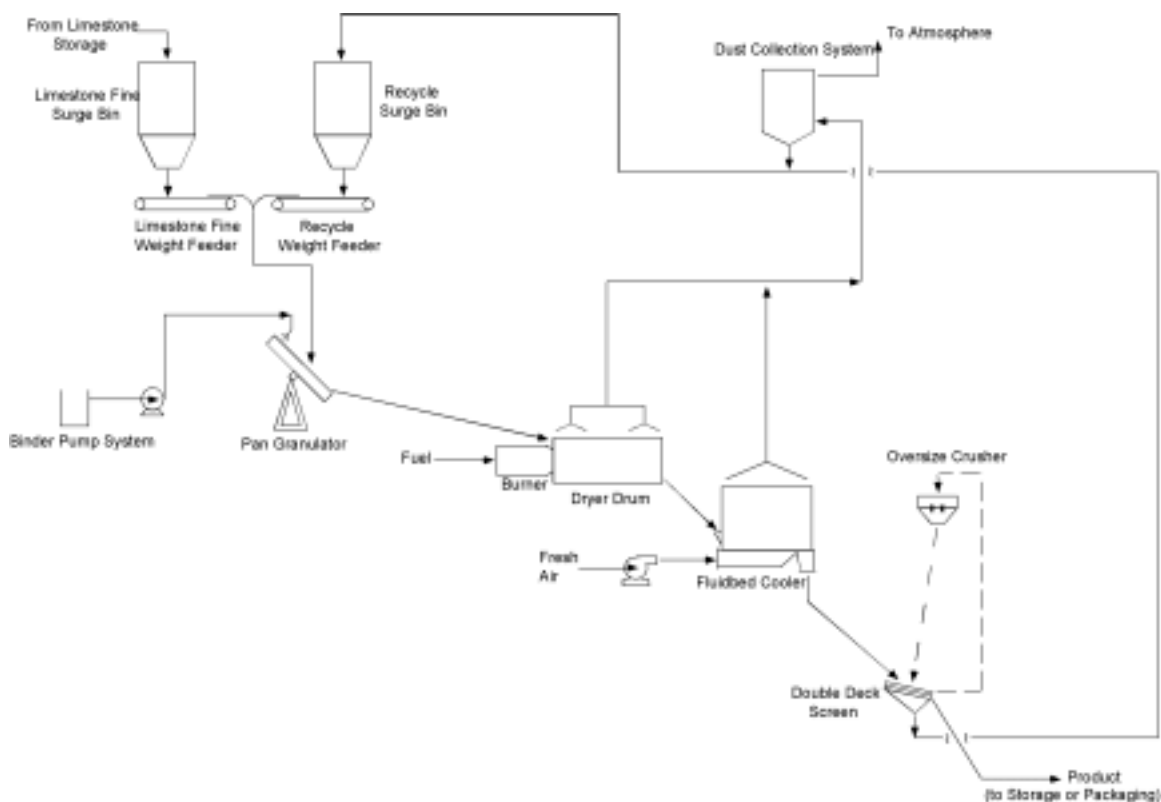 From Limestone
Storage
Limestone Fine
Surge Bin
Recycle
Surge Bin
Dust Collection System
To Atmosphere
Limestone Fine
Weight Feeder
Recycle
Weight Feeder
Binder Pump System
Pan Granulator
Fuel
Burner
Dryer Drum
Oversize Crusher
Fresh
Air
Fluidbed Cooler
Double Deck
Screen
Product
(to Storage or Packaging)